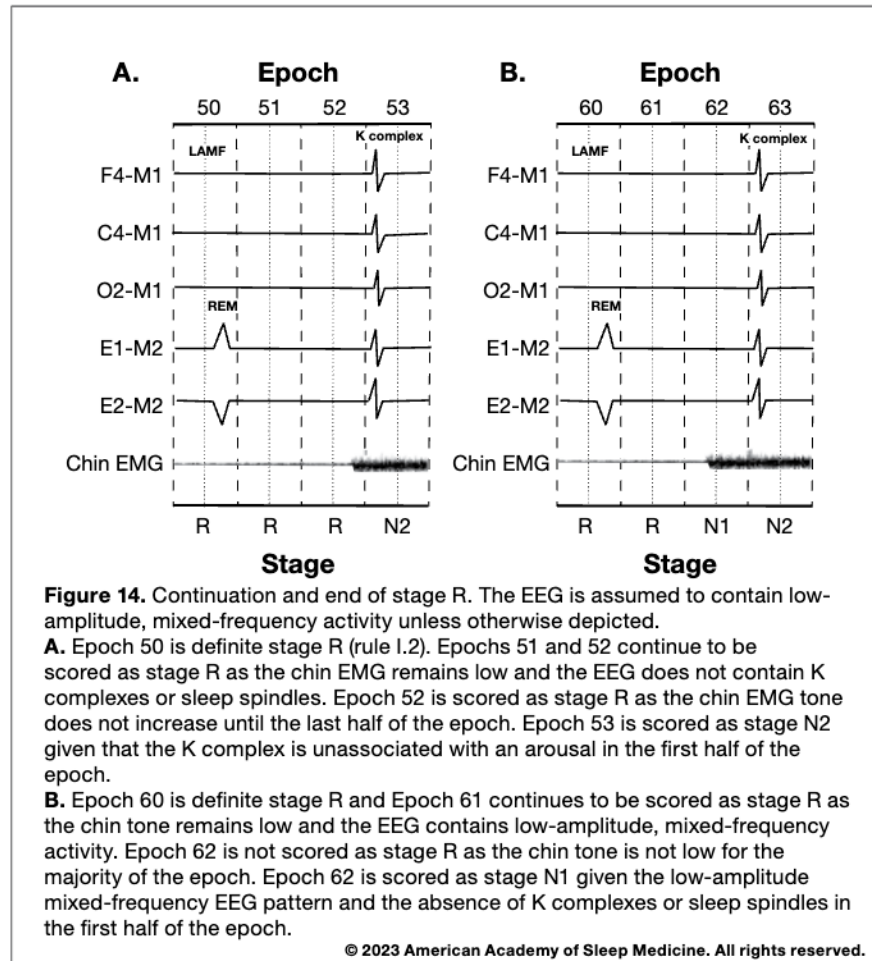 A. Epoch B. Epoch
50 51 52 53 60 61 62 63
LAMF K complex LAMF K complex
F4-M1 F4-M1
C4-M1 C4-M1
O2-M1 O2-M1
REM REM
E1-M2 E1-M2
E2-M2 E2-M2
Chin EMG Chin EMG
R R R N2 R R N1 N2
Stage Stage
Figure 14. Continuation and end of stage R. The EEG is assumed to contain low-
amplitude, mixed-frequency activity unless otherwise depicted.
A. Epoch 50 is definite stage R (rule I.2). Epochs 51 and 52 continue to be
scored as stage R as the chin EMG remains low and the EEG does not contain K
complexes or sleep spindles. Epoch 52 is scored as stage R as the chin EMG tone
does not increase until the last half of the epoch. Epoch 53 is scored as stage N2
given that the K complex is unassociated with an arousal in the first half of the
epoch.
B. Epoch 60 is definite stage R and Epoch 61 continues to be scored as stage R as
the chin tone remains low and the EEG contains low-amplitude, mixed-frequency
activity. Epoch 62 is not scored as stage R as the chin tone is not low for the
majority of the epoch. Epoch 62 is scored as stage N1 given the low-amplitude
mixed-frequency EEG pattern and the absence of K complexes or sleep spindles in
the first half of the epoch.
© 2023 American Academy of Sleep Medicine. All rights reserved.